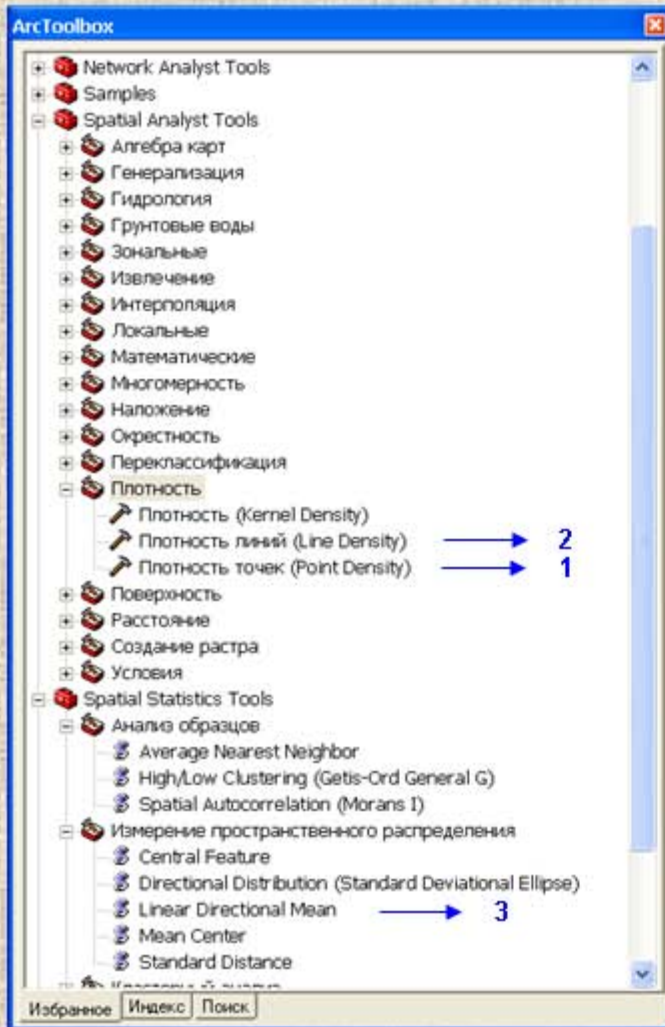 ArcToolbox
Network Analyst Tools
Samples
Spatial Analyst Tools
Алгебра карт
Генерализация
Гидрология
Грунтовые воды
Зональные
Извлечение
Интерполяция
Локальные
Математические
Многомерность
Наложение
Окрестность
Переклассификация
Плотность
Плотность (Kernel Density)
Плотность линий (Line Density) 2
Плотность точек (Point Density) 1
Поверхность
Расстояние
Создание растра
Условия
Spatial Statistics Tools
Анализ образцов
Average Nearest Neighbor
High/Low Clustering (Getis-Ord General G)
Spatial Autocorrelation (Morans I)
Измерение пространственного распределения
Central Feature
Directional Distribution (Standard Deviational Ellipse)
Linear Directional Mean 3
Mean Center
Standard Distance
Избранное Индекс Поиск